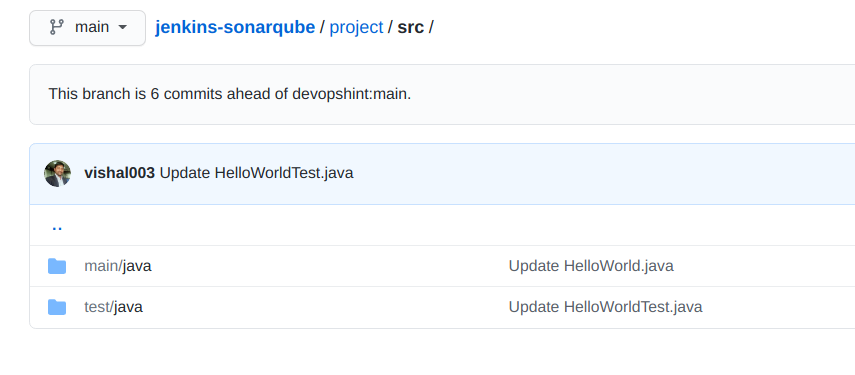 main jenkins-sonarqube / project / src /
This branch is 6 commits ahead of devopshint:main.
vishal003 Update HelloWorldTest.java
..
main/java Update HelloWorld.java
test/java Update HelloWorldTest.java